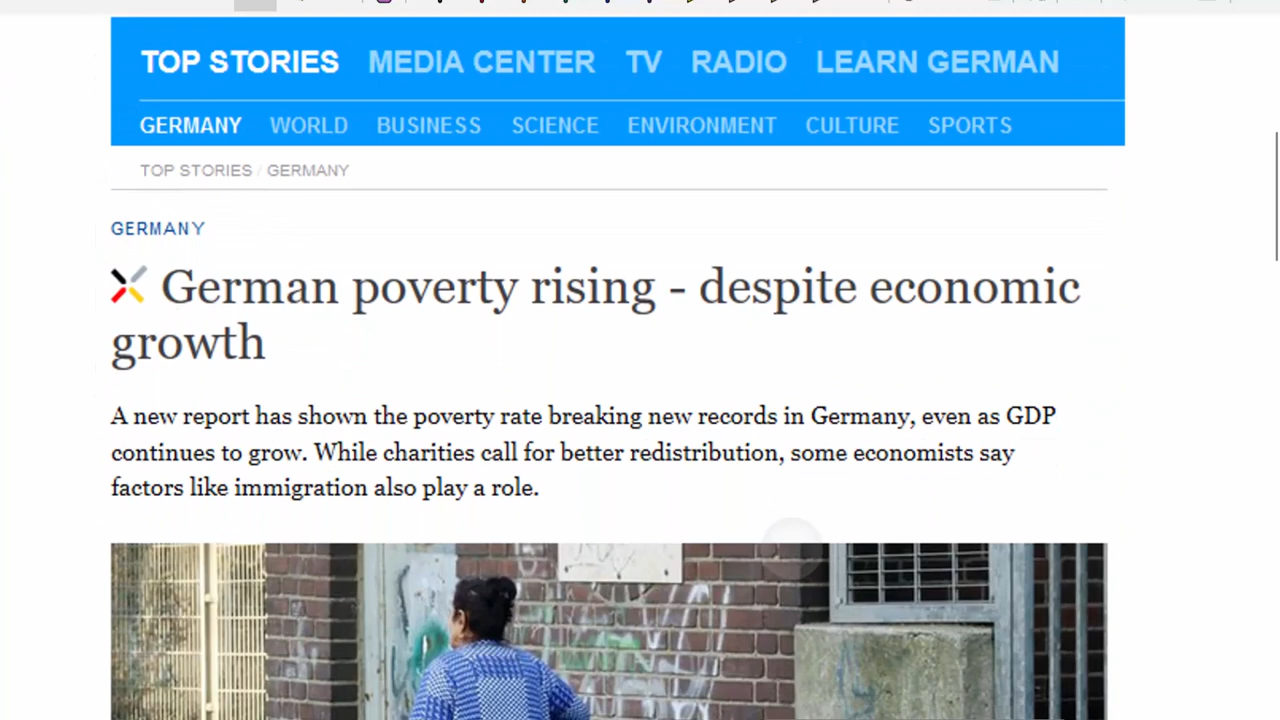 TOP STORIES MEDIA CENTER TV RADIO LEARN GERMAN
GERMANY WORLD BUSINESS SCIENCE ENVIRONMENT CULTURE SPORTS
TOP STORIES / GERMANY
GERMANY
German poverty rising - despite economic
growth
A new report has shown the poverty rate breaking new records in Germany, even as GDP
continues to grow. While charities call for better redistribution, some economists say
factors like immigration also play a role.